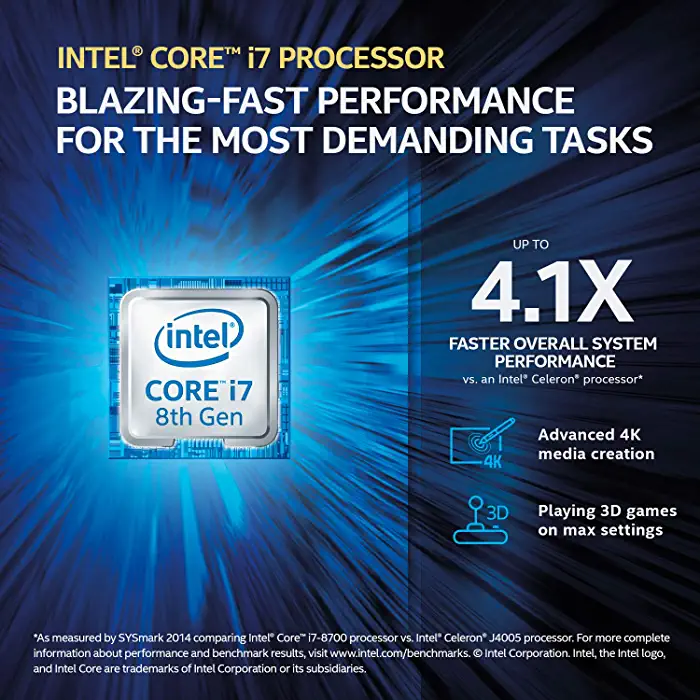 INTEL® CORE™ i7 PROCESSOR
BLAZING-FAST PERFORMANCE
FOR THE MOST DEMANDING TASKS
intel®
CORE™ i7
8th Gen
UP TO
4.1X
FASTER OVERALL SYSTEM
PERFORMANCE
vs. an Intel® Celeron® processor*
4K
Advanced 4K
media creation
3D
Playing 3D games
on max settings
*As measured by SYSmark 2014 comparing Intel® Core™ i7-8700 processor vs. Intel® Celeron® J4005 processor. For more complete
information about performance and benchmark results, visit www.intel.com/benchmarks. © Intel Corporation. Intel, the Intel logo,
and Intel Core are trademarks of Intel Corporation or its subsidiaries.